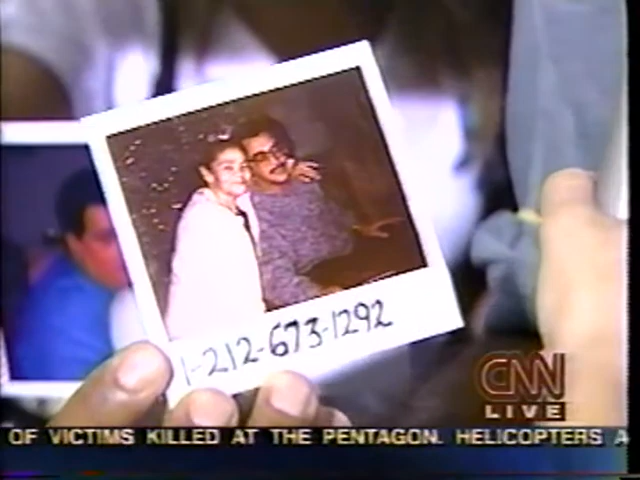 1-212-673-1292
CNN
LIVE
OF VICTIMS KILLED AT THE PENTAGON. HELICOPTERS A